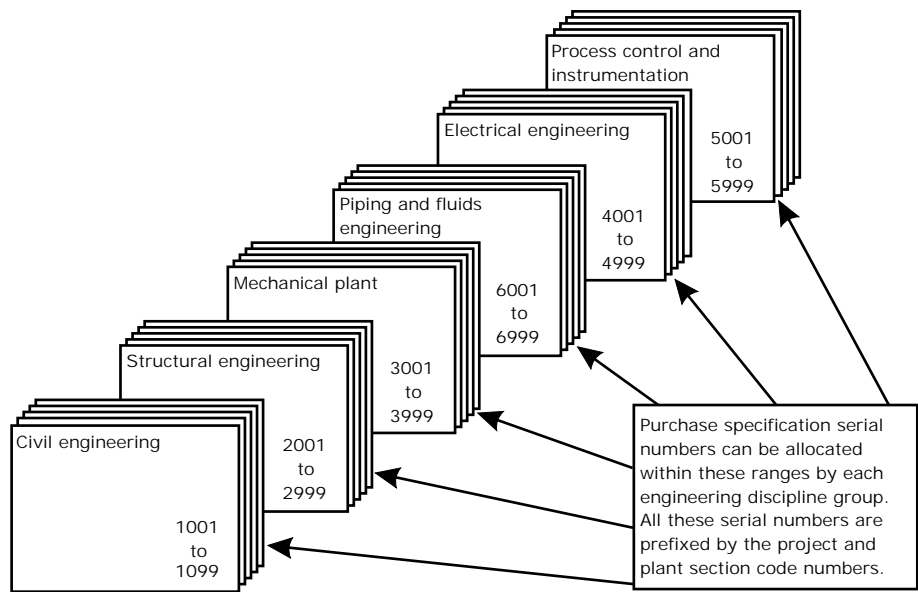 Process control and
instrumentation
5001
to
5999
Electrical engineering
4001
to
4999
Piping and fluids
engineering
6001
to
6999
Mechanical plant
3001
to
3999
Structural engineering
2001
to
2999
Civil engineering
1001
to
1099
Purchase specification serial
numbers can be allocated
within these ranges by each
engineering discipline group.
All these serial numbers are
prefixed by the project and
plant section code numbers.